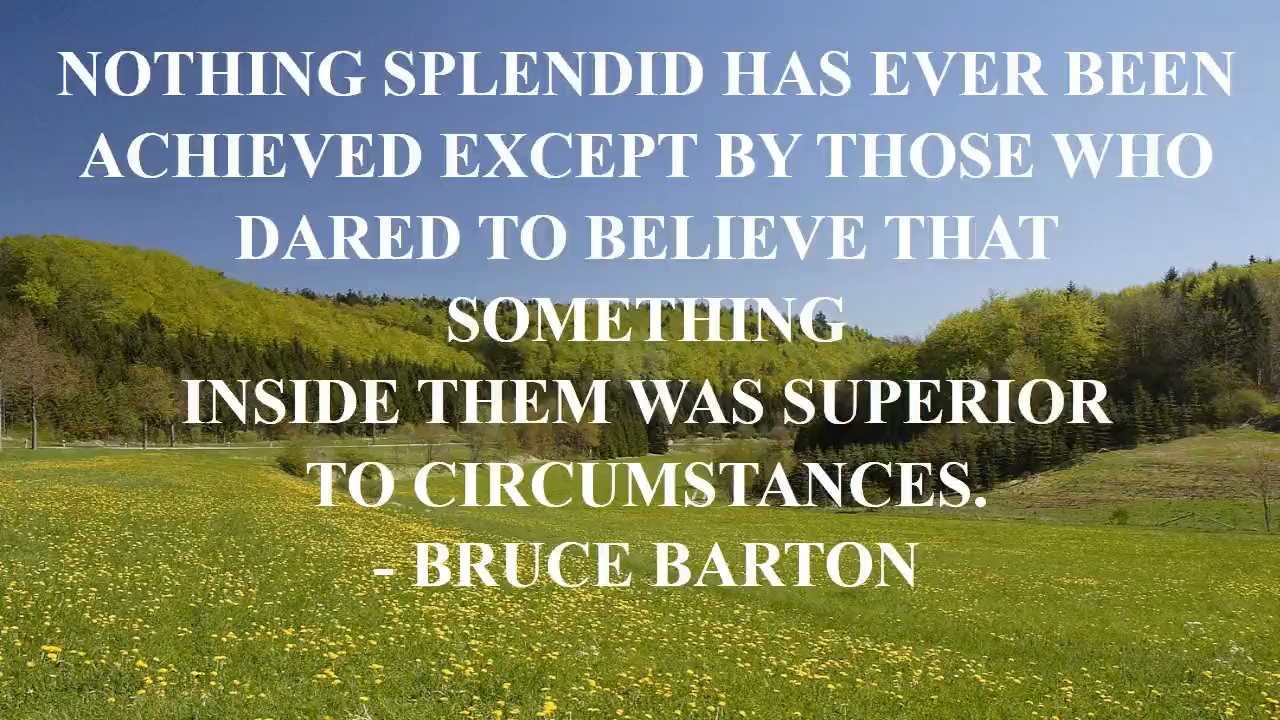 NOTHING SPLENDID HAS EVER BEEN
ACHIEVED EXCEPT BY THOSE WHO
DARED TO BELIEVE THAT
SOMETHING
INSIDE THEM WAS SUPERIOR
TO CIRCUMSTANCES.
- BRUCE BARTON